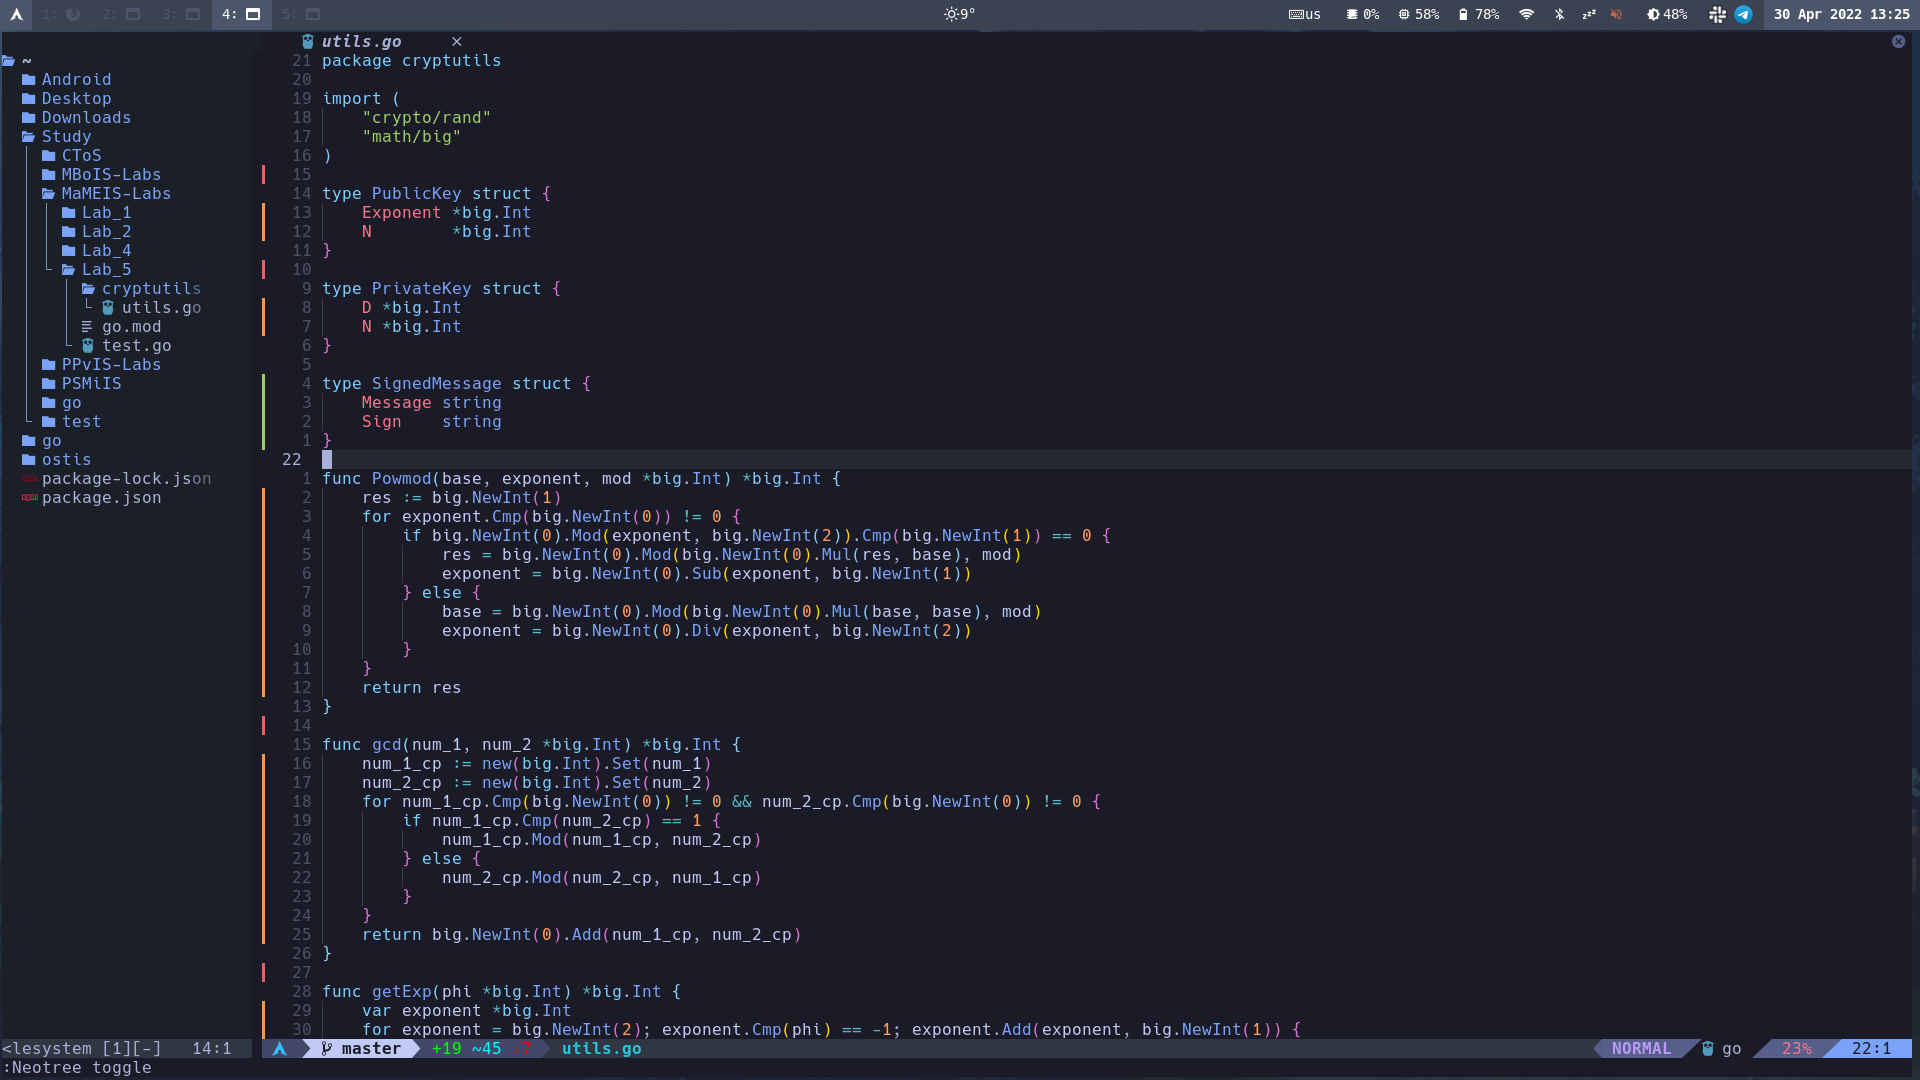 1: 2: 3: 4: 5: 9° us 0% 58% 78% zzz 48% 30 Apr 2022 13:25
~
Android
Desktop
Downloads
Study
CToS
MBoIS-Labs
MaMEIS-Labs
Lab_1
Lab_2
Lab_4
Lab_5
cryptutils
utils.go
go.mod
test.go
PPvIS-Labs
PSMiIS
go
test
go
ostis
package-lock.json
package.json
<lesystem [1][-] 14:1
utils.go ×
21 package cryptutils
20
19 import (
18     "crypto/rand"
17     "math/big"
16 )
15
14 type PublicKey struct {
13     Exponent *big.Int
12     N        *big.Int
11 }
10
9 type PrivateKey struct {
8     D *big.Int
7     N *big.Int
6 }
5
4 type SignedMessage struct {
3     Message string
2     Sign    string
1 }
22
1 func Powmod(base, exponent, mod *big.Int) *big.Int {
2     res := big.NewInt(1)
3     for exponent.Cmp(big.NewInt(0)) != 0 {
4         if big.NewInt(0).Mod(exponent, big.NewInt(2)).Cmp(big.NewInt(1)) == 0 {
5             res = big.NewInt(0).Mod(big.NewInt(0).Mul(res, base), mod)
6             exponent = big.NewInt(0).Sub(exponent, big.NewInt(1))
7         } else {
8             base = big.NewInt(0).Mod(big.NewInt(0).Mul(base, base), mod)
9             exponent = big.NewInt(0).Div(exponent, big.NewInt(2))
10         }
11     }
12     return res
13 }
14
15 func gcd(num_1, num_2 *big.Int) *big.Int {
16     num_1_cp := new(big.Int).Set(num_1)
17     num_2_cp := new(big.Int).Set(num_2)
18     for num_1_cp.Cmp(big.NewInt(0)) != 0 && num_2_cp.Cmp(big.NewInt(0)) != 0 {
19         if num_1_cp.Cmp(num_2_cp) == 1 {
20             num_1_cp.Mod(num_1_cp, num_2_cp)
21         } else {
22             num_2_cp.Mod(num_2_cp, num_1_cp)
23         }
24     }
25     return big.NewInt(0).Add(num_1_cp, num_2_cp)
26 }
27
28 func getExp(phi *big.Int) *big.Int {
29     var exponent *big.Int
30     for exponent = big.NewInt(2); exponent.Cmp(phi) == -1; exponent.Add(exponent, big.NewInt(1)) {
master +19 ~45 -7 utils.go NORMAL go 23% 22:1
:Neotree toggle